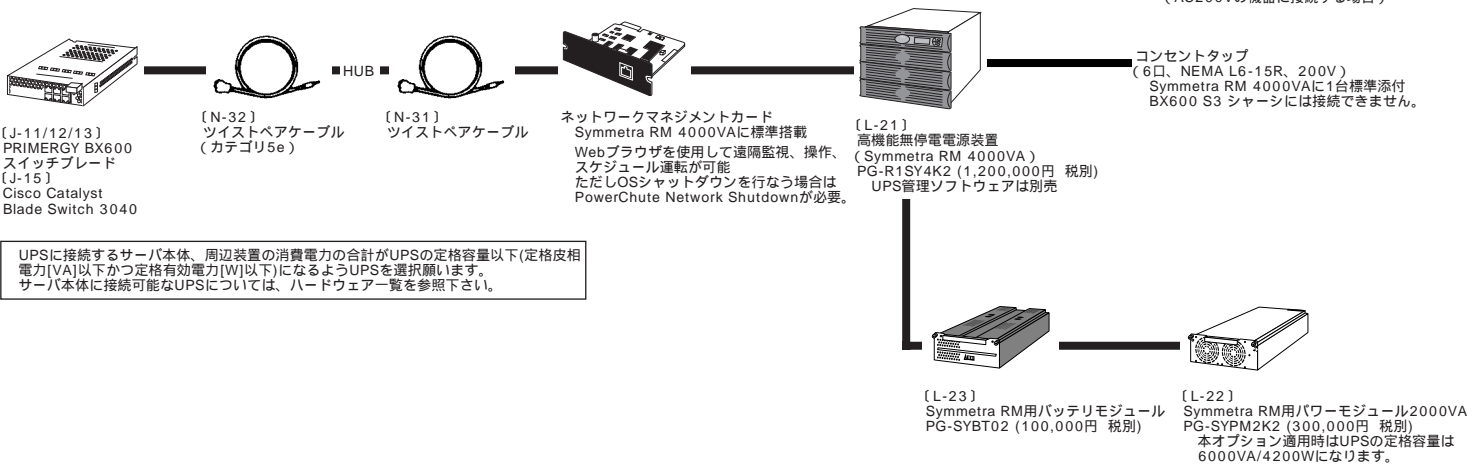 (AC200Vの機器に接続する場合)
コンセントタップ
(6口、NEMA L6-15R、200V)
Symmetra RM 4000VAに1台標準添付
BX600 S3 シャーシには接続できません。
HUB
〔J-11/12/13〕
PRIMERGY BX600
スイッチブレード
〔J-15〕
Cisco Catalyst
Blade Switch 3040
〔N-32〕
ツイストペアケーブル
(カテゴリ5e)
〔N-31〕
ツイストペアケーブル
ネットワークマネジメントカード
Symmetra RM 4000VAに標準搭載
Webブラウザを使用して遠隔監視、操作、
スケジュール運転が可能
ただしOSシャットダウンを行なう場合は
PowerChute Network Shutdownが必要。
〔L-21〕
高機能無停電電源装置
(Symmetra RM 4000VA)
PG-R1SY4K2 (1,200,000円 税別)
UPS管理ソフトウェアは別売
UPSに接続するサーバ本体、周辺装置の消費電力の合計がUPSの定格容量以下(定格皮相
電力[VA]以下かつ定格有効電力[W]以下)になるようUPSを選択願います。
サーバ本体に接続可能なUPSについては、ハードウェア一覧を参照下さい。
〔L-23〕
Symmetra RM用バッテリモジュール
PG-SYBT02 (100,000円 税別)
〔L-22〕
Symmetra RM用パワーモジュール2000VA
PG-SYPM2K2 (300,000円 税別)
本オプション適用時はUPSの定格容量は
6000VA/4200Wになります。